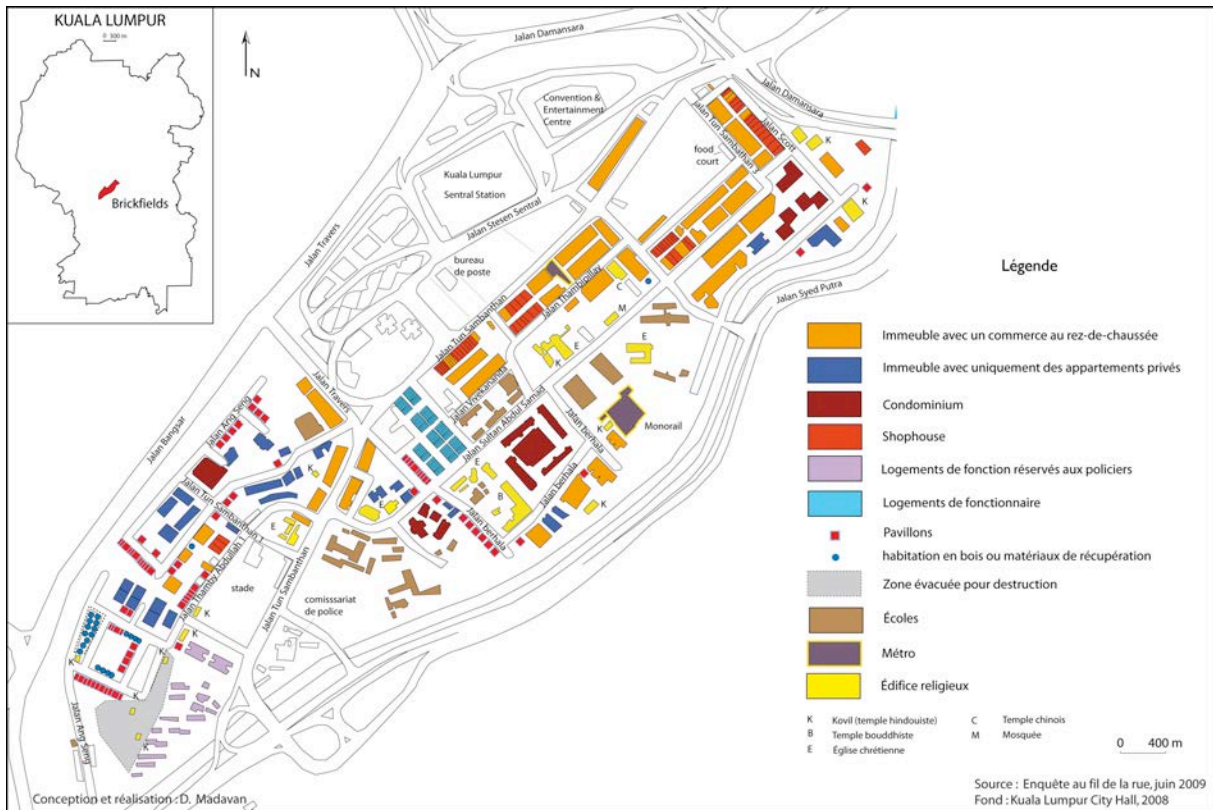 KUALA LUMPUR
0 300 m
Brickfields
N
Jalan Damansara
Convention &
Entertainment
Centre
Jalan Damansara
Jalan Scott
Jalan Tun Sambathan 3
food
court
K
K
Kuala Lumpur
Sentral Station
Jalan Stesen Sentral
Jalan Travers
bureau
de poste
Jalan Thambipillay
Jalan Tun Sambanthan
C
M
Jalan Syed Putra
E
K
E
Jalan Vivekananda
Jalan Sultan Abdul Samad
Jalan berhala
K
Monorail
Jalan Travers
Jalan Bangsar
Jalan Ang Seng
K
E
B
Jalan berhala
K
Jalan berhala
Jalan Tun Sambanthan 1
E
E
Jalan Thamby Abdullah 1
stade
Jalan Tun Sambanthan
comisssariat
de police
K
K
K
K
K
K
Jalan Ang Seng
Conception et réalisation : D. Madavan
Légende
Immeuble avec un commerce au rez-de-chaussée
Immeuble avec uniquement des appartements privés
Condominium
Shophouse
Logements de fonction réservés aux policiers
Logements de fonctionnaire
Pavillons
habitation en bois ou matériaux de récupération
Zone évacuée pour destruction
Écoles
Métro
Édifice religieux
K Kovil (temple hindouiste) C Temple chinois
B Temple bouddhiste M Mosquée
E Église chrétienne
0 400 m
Source : Enquête au fil de la rue, juin 2009
Fond : Kuala Lumpur City Hall, 2008